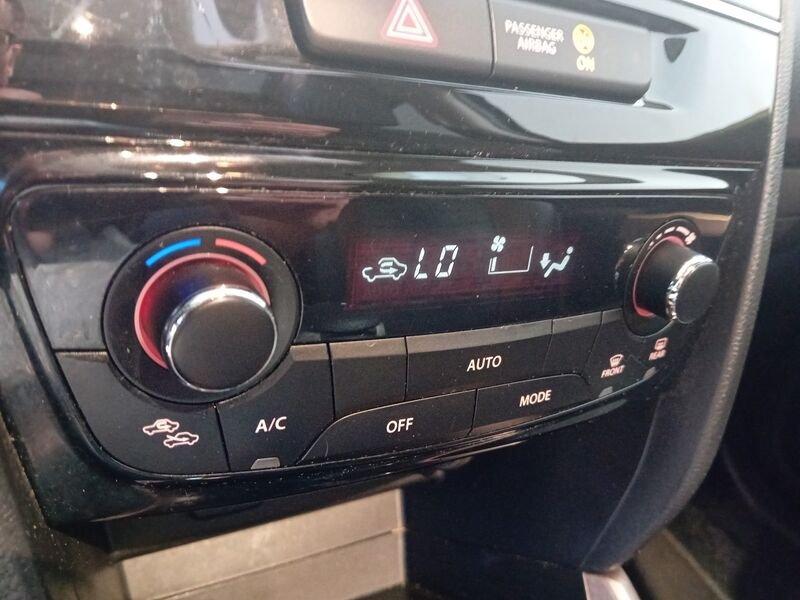 PASSENGER
AIRBAG
ON
LO
AUTO
A/C
OFF
MODE
FRONT
REAR